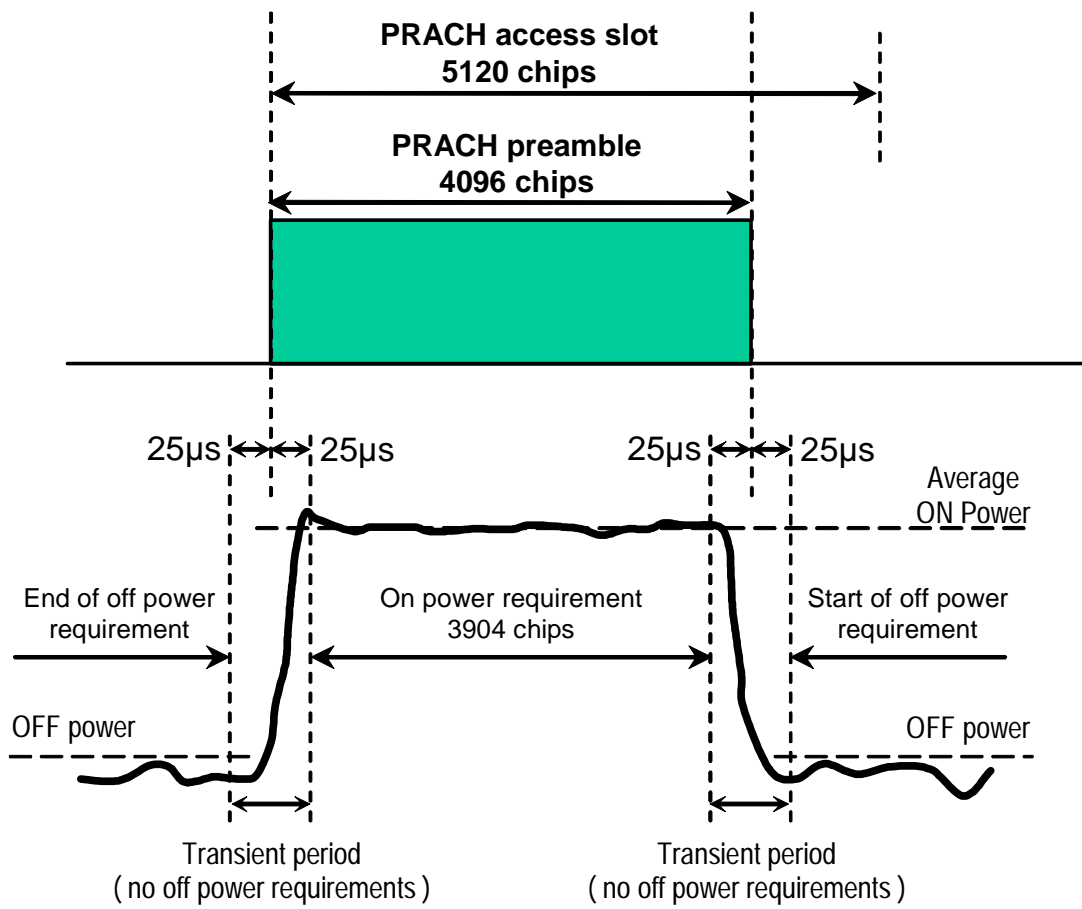 PRACH access slot
5120 chips
PRACH preamble
4096 chips
25µs
25µs
25µs
25µs
Average
ON Power
End of off power
requirement
On power requirement
3904 chips
Start of off power
requirement
OFF power
OFF power
Transient period
( no off power requirements )
Transient period
( no off power requirements )